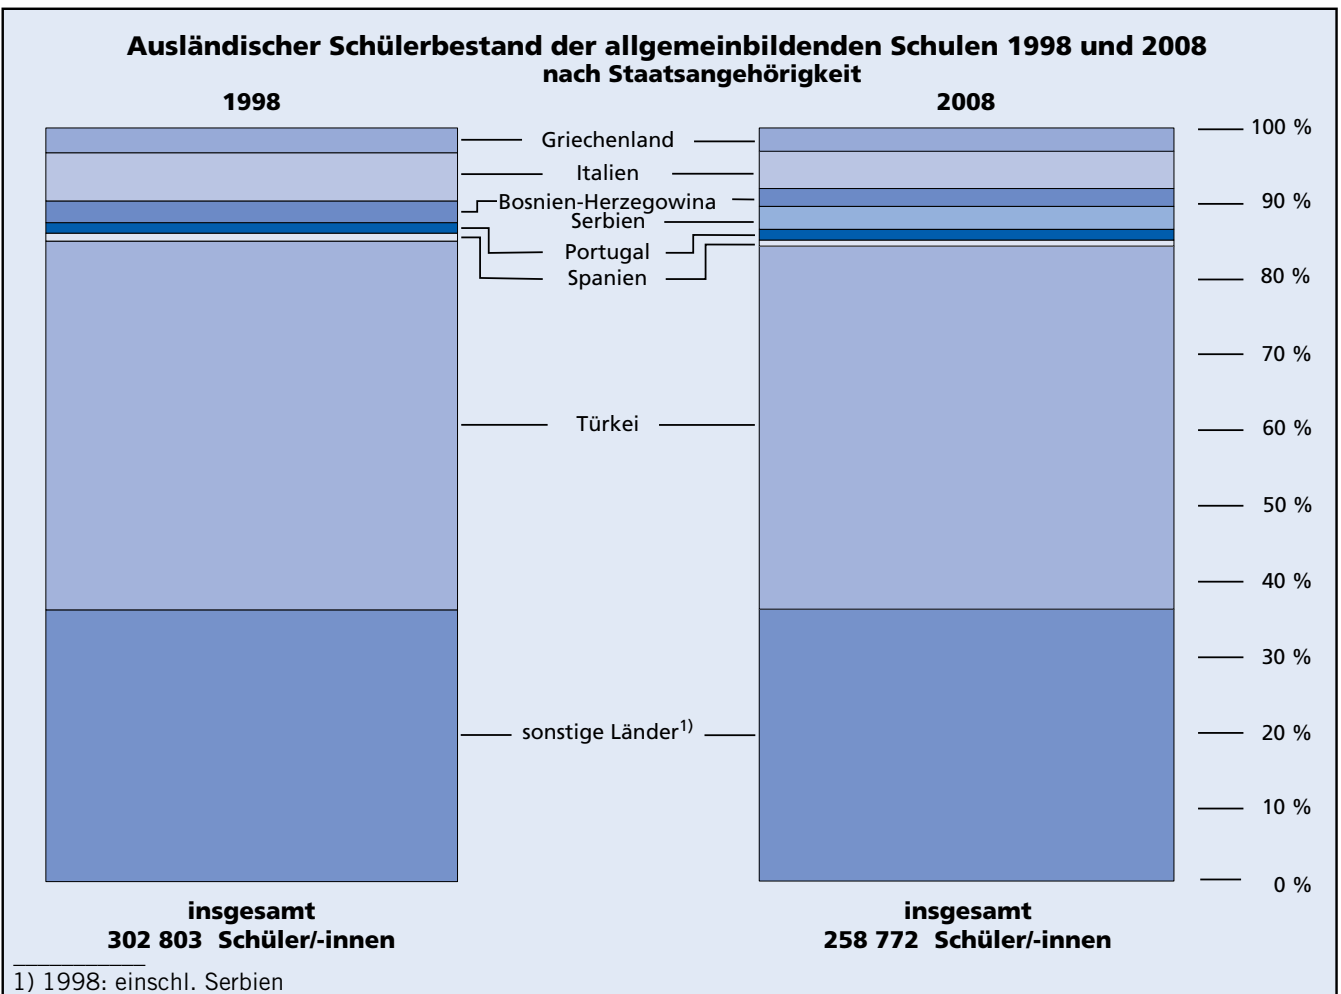 Ausländischer Schülerbestand der allgemeinbildenden Schulen 1998 und 2008
nach Staatsangehörigkeit
1998
2008
Griechenland
Italien
Bosnien-Herzegowina
Serbien
Portugal
Spanien
Türkei
sonstige Länder1)
100 %
90 %
80 %
70 %
60 %
50 %
40 %
30 %
20 %
10 %
0 %
insgesamt
302 803 Schüler/-innen
insgesamt
258 772 Schüler/-innen
1) 1998: einschl. Serbien